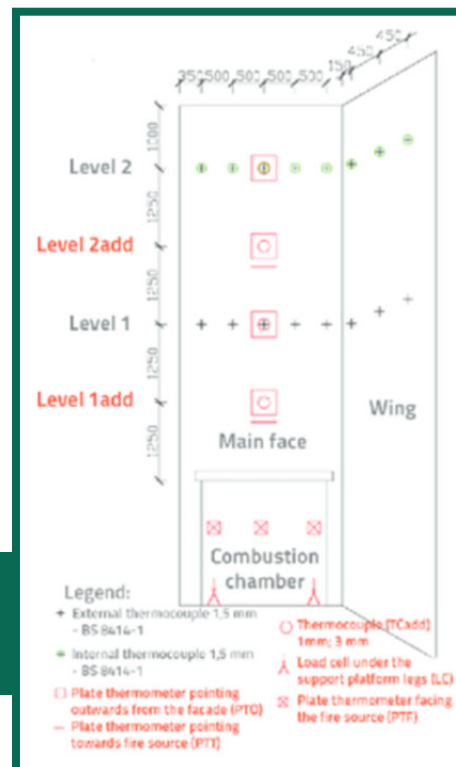 450
450
150
350 500 500 500 500
1000
Level 2
1250
Level 2add
1250
Level 1
1250
Level 1add
1250
Wing
Main face
Combustion
chamber
Legend:
+ External thermocouple 1,5 mm
- BS 8414-1
Internal thermocouple 1,5 mm
- BS 8414-1
Plate thermometer pointing
outwards from the facade (PTO)
Plate thermometer pointing
towards fire source (PTT)
Thermocouple (TCadd)
1mm; 3 mm
Load cell under the
support platform legs (LC)
Plate thermometer facing
the fire source (PTF)